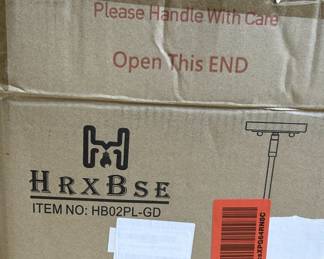 Please Handle With Care
Open This END
HRXBSE
ITEM NO: HB02PL-GD